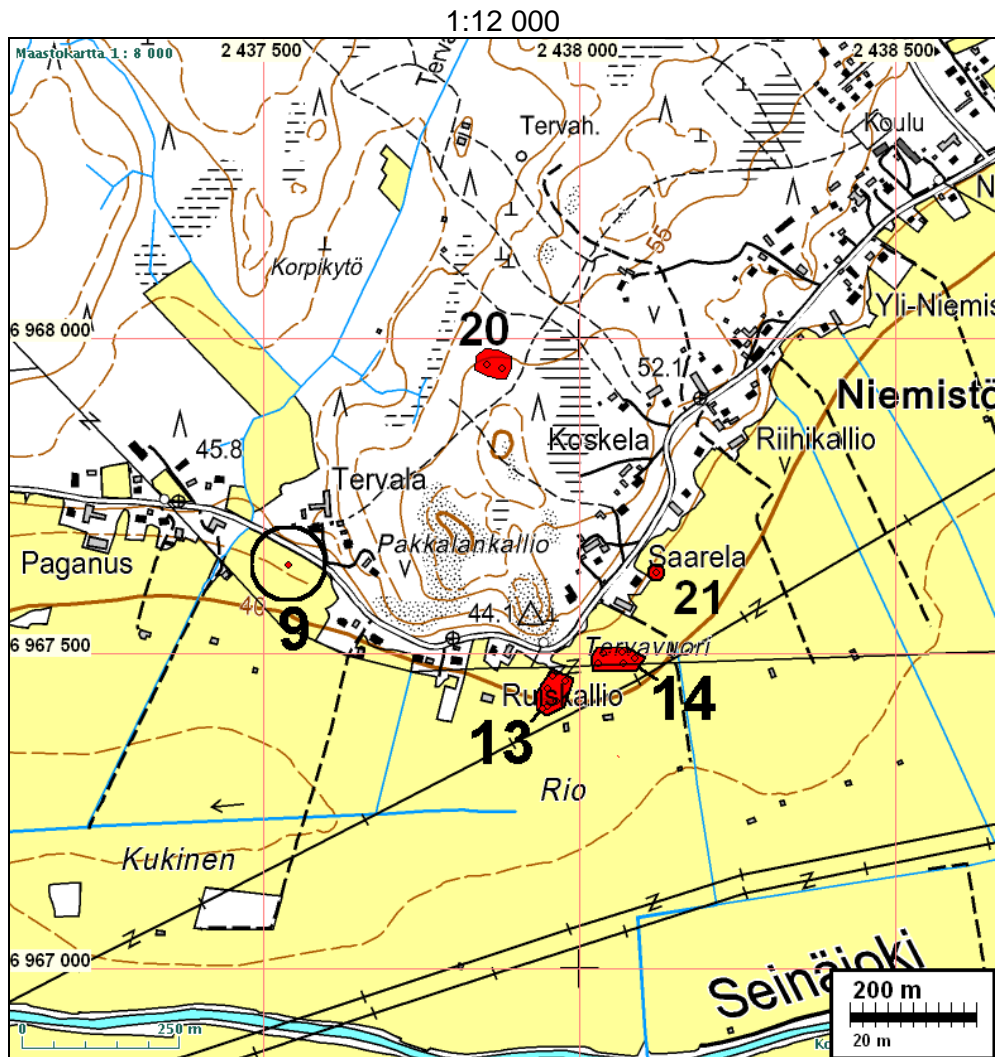 1:12 000
Maastokartta 1 : 8 000
2 437 500
2 438 000
2 438 500
Terva
Tervah.
Koulu
N
55
Korpikytö
Yli-Niemis
6 968 000
20
52.1
Niemistö
Koskela
Riihikallio
45.8
Tervala
Pakkalankallio
Paganus
Saarela
21
40
9
44.1
6 967 500
Tervavuori
Ruiskallio
14
13
Rio
Kukinen
6 967 000
Seinäjoki
200 m
20 m
0 250 m
Ko